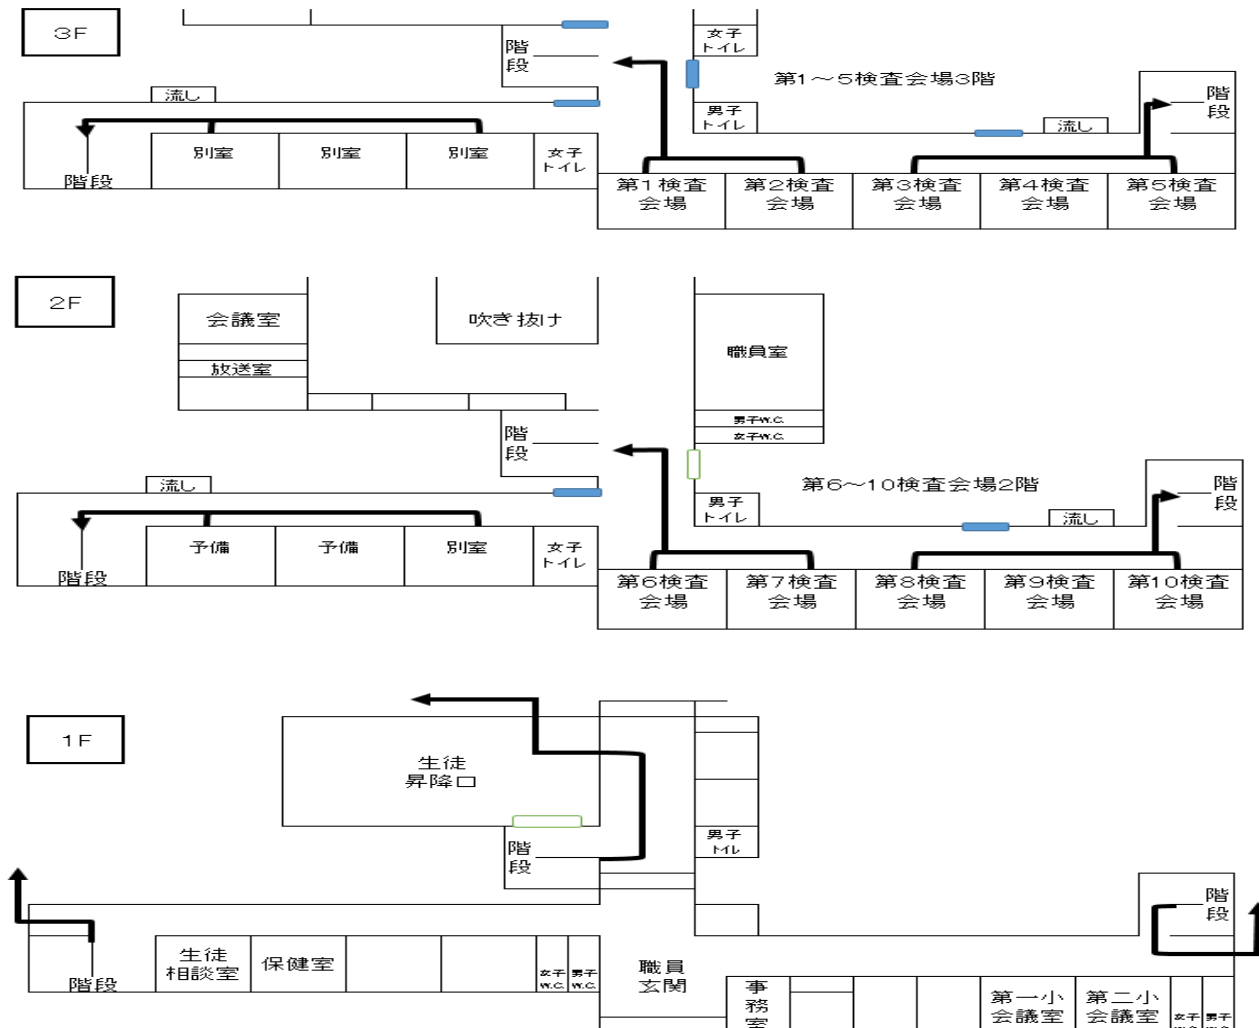 3F
階
段
女子
トイレ
第1～5検査会場3階
流し
男子
トイレ
流し
階
段
別室
別室
別室
女子
トイレ
階段
第1検査
会場
第2検査
会場
第3検査
会場
第4検査
会場
第5検査
会場
2F
会議室
放送室
吹き抜け
職員室
男子W.C.
女子W.C.
階
段
流し
第6～10検査会場2階
男子
トイレ
流し
階
段
予備
予備
別室
女子
トイレ
階段
第6検査
会場
第7検査
会場
第8検査
会場
第9検査
会場
第10検査
会場
1F
生徒
昇降口
階
段
男子
トイレ
階
段
階段
生徒
相談室
保健室
女子
W.C.
男子
W.C.
職員
玄関
事
務
室
第一小
会議室
第二小
会議室
女子
W.C.
男子
W.C.